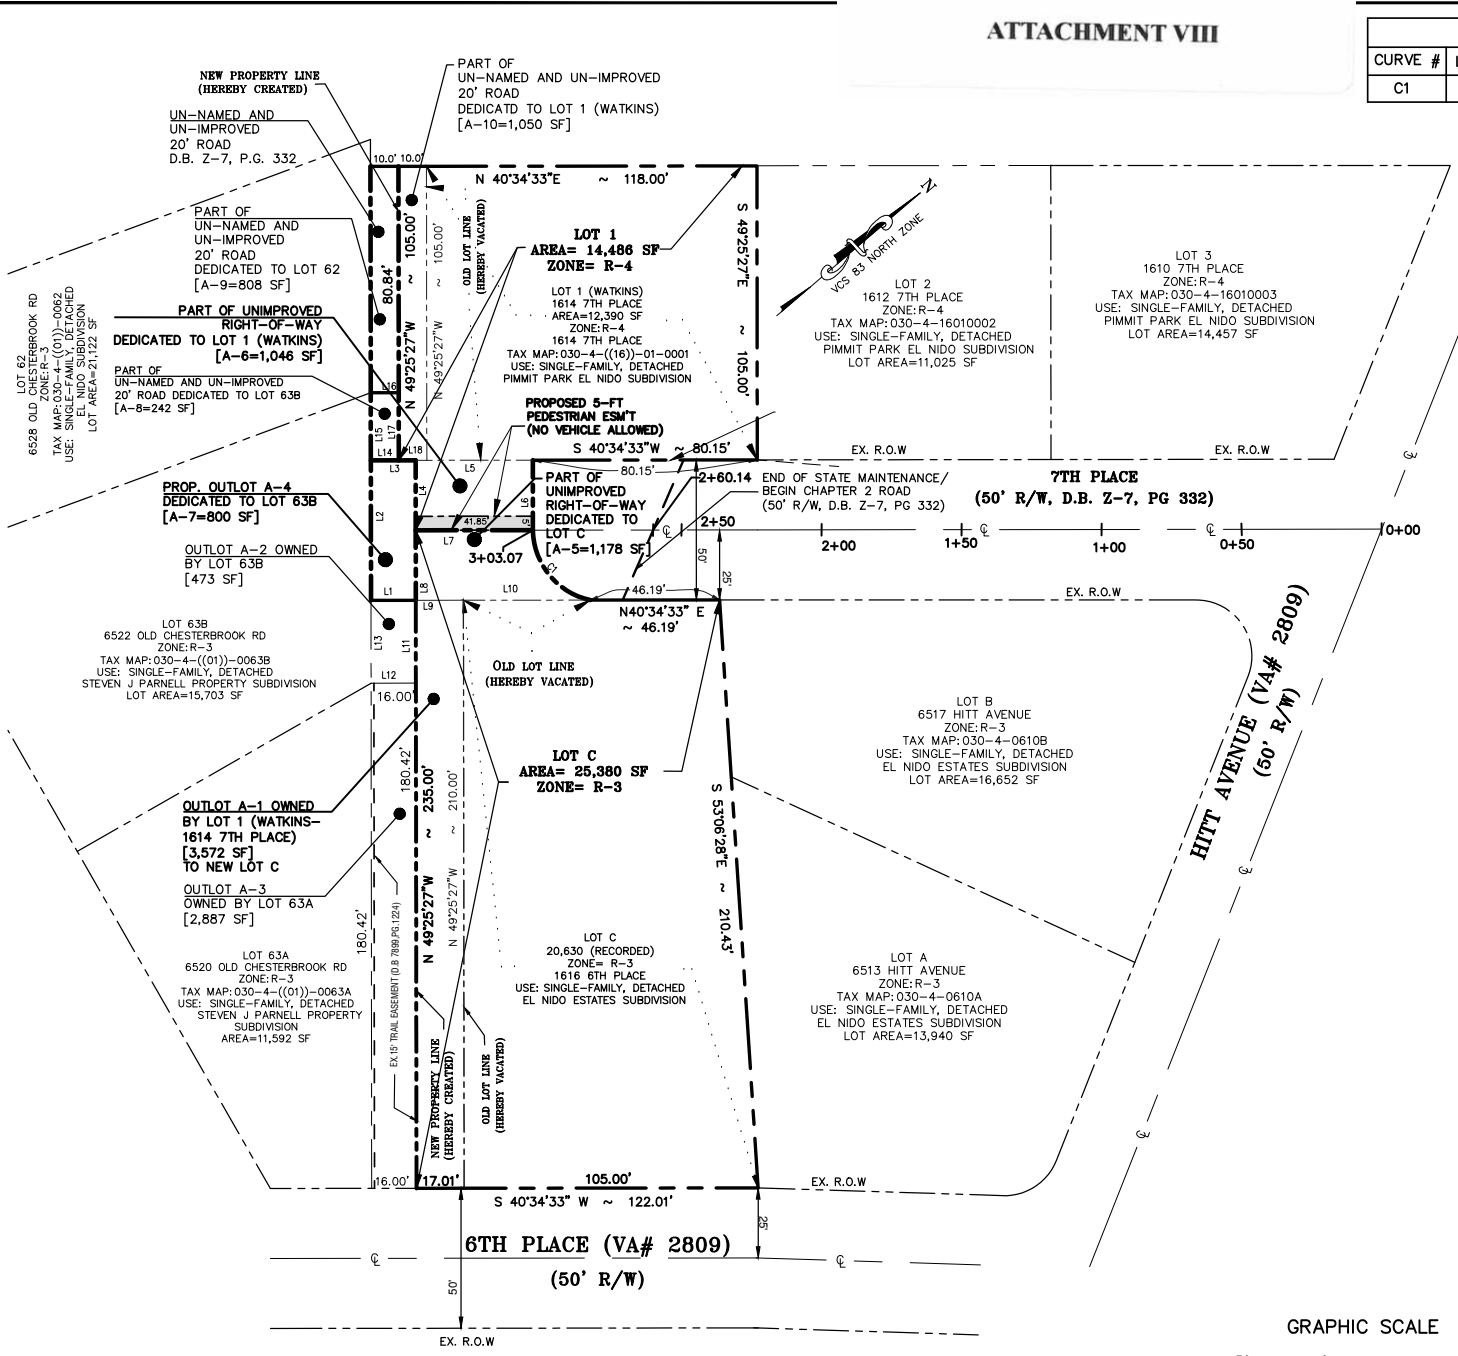 ATTACHMENT VIII
CURVE #
C1
NEW PROPERTY LINE
(HEREBY CREATED)
UN-NAMED AND
UN-IMPROVED
20' ROAD
D.B. Z-7, P.G. 332
PART OF
UN-NAMED AND UN-IMPROVED
20' ROAD
DEDICATD TO LOT 1 (WATKINS)
[A-10=1,050 SF]
10.0' 10.0'
N 40°34'33"E ~ 118.00'
PART OF
UN-NAMED AND
UN-IMPROVED
20' ROAD
DEDICATED TO LOT 62
[A-9=808 SF]
PART OF UNIMPROVED
RIGHT-OF-WAY
DEDICATED TO LOT 1 (WATKINS)
[A-6=1,046 SF]
PART OF
UN-NAMED AND UN-IMPROVED
20' ROAD DEDICATED TO LOT 63B
[A-8=242 SF]
LOT 62
6528 OLD CHESTERBROOK RD
ZONE:R-3
TAX MAP:030-4-((01))-0062
USE: SINGLE-FAMILY, DETACHED
EL NIDO SUBDIVISION
LOT AREA=21,122 SF
80.84'
N 49°25'27"W ~ 105.00'
N 49°25'27"W ~ 105.00'
OLD LOT LINE
(HEREBY VACATED)
LOT 1
AREA= 14,486 SF
ZONE= R-4
LOT 1 (WATKINS)
1614 7TH PLACE
AREA=12,390 SF
ZONE:R-4
1614 7TH PLACE
TAX MAP:030-4-((16))-01-0001
USE: SINGLE-FAMILY, DETACHED
PIMMIT PARK EL NIDO SUBDIVISION
S 49°25'27"E ~ 105.00'
N
VCS 83 NORTH ZONE
LOT 2
1612 7TH PLACE
ZONE:R-4
TAX MAP:030-4-16010002
USE: SINGLE-FAMILY, DETACHED
PIMMIT PARK EL NIDO SUBDIVISION
LOT AREA=11,025 SF
LOT 3
1610 7TH PLACE
ZONE:R-4
TAX MAP:030-4-16010003
USE: SINGLE-FAMILY, DETACHED
PIMMIT PARK EL NIDO SUBDIVISION
LOT AREA=14,457 SF
PROPOSED 5-FT
PEDESTRIAN ESM'T
(NO VEHICLE ALLOWED)
S 40°34'33"W ~ 80.15'
80.15'
L16
L15
L17
L14
L18
L3
L5
L4
L6
L2
L7
L1
L8
L9
L10
L13
L11
L12
EX. R.O.W
EX. R.O.W
PROP. OUTLOT A-4
DEDICATED TO LOT 63B
[A-7=800 SF]
PART OF
UNIMPROVED
RIGHT-OF-WAY
DEDICATED TO
LOT C
[A-5=1,178 SF]
41.85'
5'
3+03.07
C1
2+60.14
END OF STATE MAINTENANCE/
BEGIN CHAPTER 2 ROAD
(50' R/W, D.B. Z-7, PG 332)
7TH PLACE
(50' R/W, D.B. Z-7, PG 332)
2+50
2+00
1+50
1+00
0+50
0+00
50'
25'
46.19'
N40°34'33" E
~ 46.19'
EX. R.O.W
OUTLOT A-2 OWNED
BY LOT 63B
[473 SF]
LOT 63B
6522 OLD CHESTERBROOK RD
ZONE:R-3
TAX MAP:030-4-((01))-0063B
USE: SINGLE-FAMILY, DETACHED
STEVEN J PARNELL PROPERTY SUBDIVISION
LOT AREA=15,703 SF
OLD LOT LINE
(HEREBY VACATED)
16.00'
180.42'
N 49°25'27"W ~ 235.00'
N 49°25'27"W ~ 210.00'
LOT C
AREA= 25,380 SF
ZONE= R-3
S 53°06'28"E ~ 210.43'
LOT B
6517 HITT AVENUE
ZONE:R-3
TAX MAP:030-4-0610B
USE: SINGLE-FAMILY, DETACHED
EL NIDO ESTATES SUBDIVISION
LOT AREA=16,652 SF
HITT AVENUE (VA# 2809)
(50' R/W)
OUTLOT A-1 OWNED
BY LOT 1 (WATKINS-
1614 7TH PLACE)
[3,572 SF]
TO NEW LOT C
OUTLOT A-3
OWNED BY LOT 63A
[2,887 SF]
180.42'
EX.15' TRAIL EASEMENT (D.B 7899,PG.1224)
LOT 63A
6520 OLD CHESTERBROOK RD
ZONE:R-3
TAX MAP:030-4-((01))-0063A
USE: SINGLE-FAMILY, DETACHED
STEVEN J PARNELL PROPERTY
SUBDIVISION
AREA=11,592 SF
LOT C
20,630 (RECORDED)
ZONE= R-3
1616 6TH PLACE
USE: SINGLE-FAMILY, DETACHED
EL NIDO ESTATES SUBDIVISION
LOT A
6513 HITT AVENUE
ZONE:R-3
TAX MAP:030-4-0610A
USE: SINGLE-FAMILY, DETACHED
EL NIDO ESTATES SUBDIVISION
LOT AREA=13,940 SF
NEW PROPERTY LINE
(HEREBY CREATED)
OLD LOT LINE
(HEREBY VACATED)
16.00'
17.01'
105.00'
S 40°34'33" W ~ 122.01'
EX. R.O.W
25'
6TH PLACE (VA# 2809)
(50' R/W)
50'
EX. R.O.W
GRAPHIC SCALE